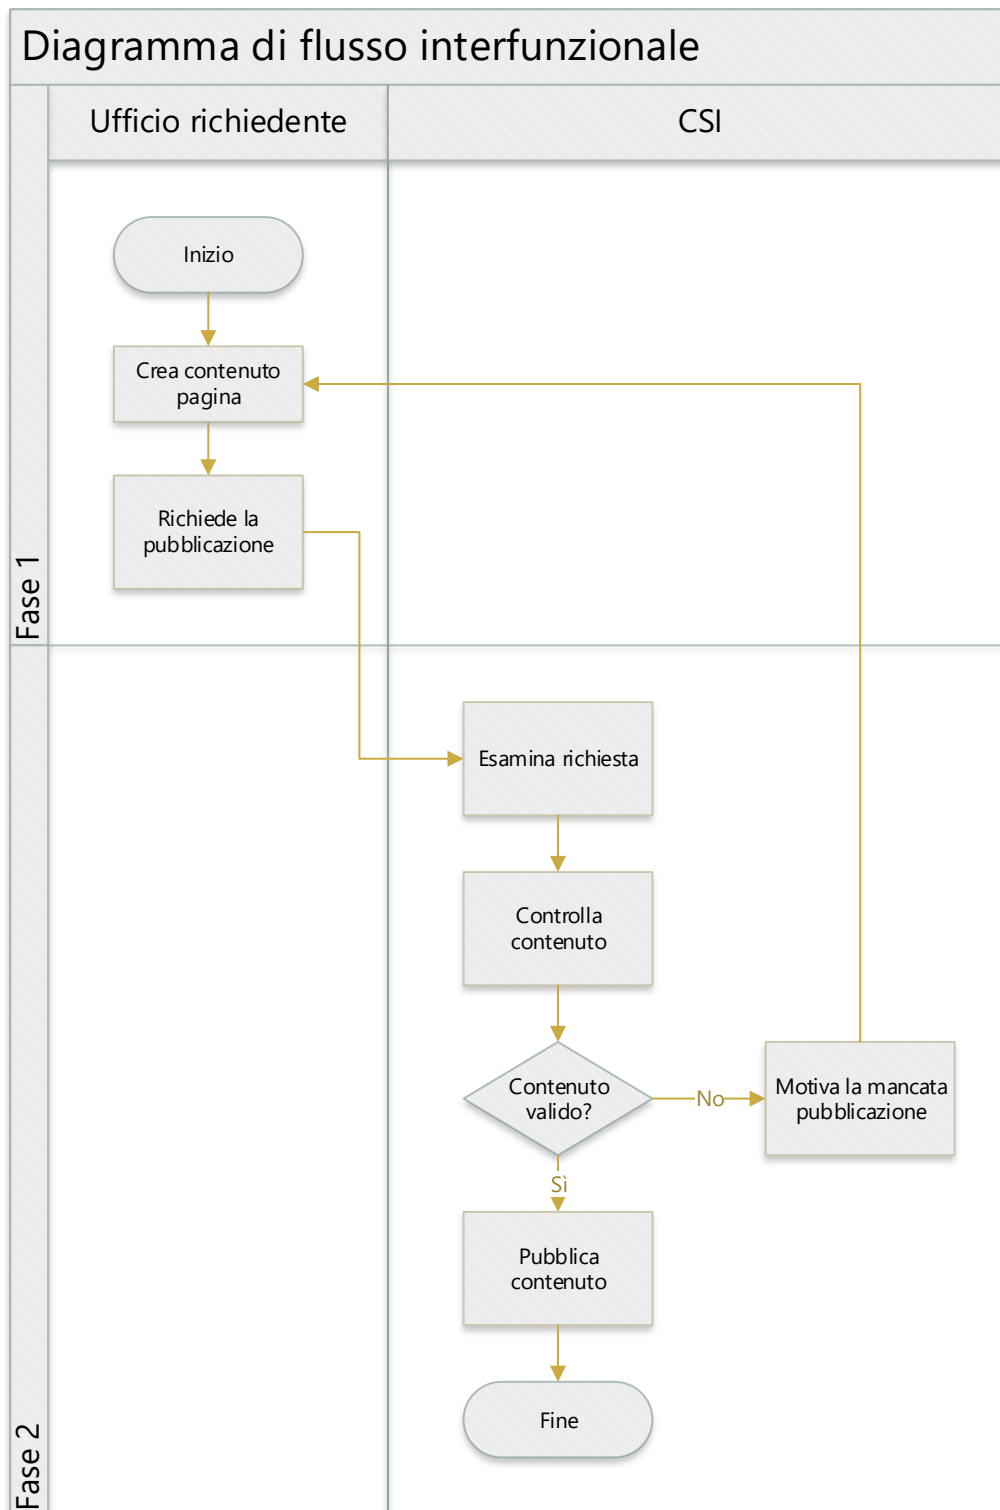 Diagramma di flusso interfunzionale
Ufficio richiedente
CSI
Fase 1
Inizio
Crea contenuto
pagina
Richiede la
pubblicazione
Fase 2
Esamina richiesta
Controlla
contenuto
Contenuto
valido?
No
Motiva la mancata
pubblicazione
Sì
Pubblica
contenuto
Fine